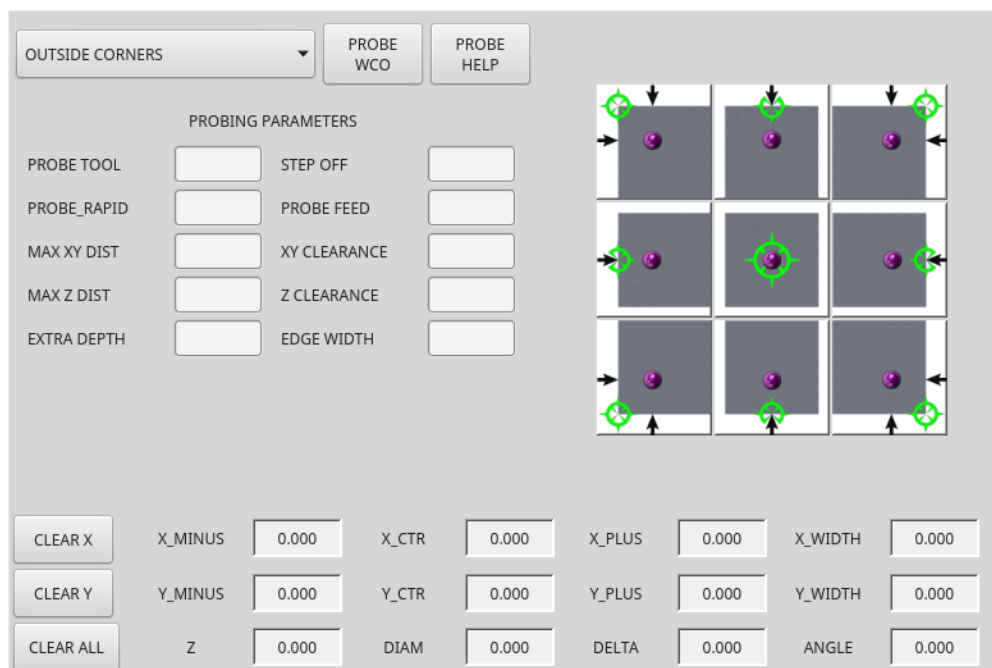 OUTSIDE CORNERS
PROBE
WCO
PROBE
HELP
PROBING PARAMETERS
PROBE TOOL STEP OFF
PROBE_RAPID PROBE FEED
MAX XY DIST XY CLEARANCE
MAX Z DIST Z CLEARANCE
EXTRA DEPTH EDGE WIDTH
CLEAR X X_MINUS 0.000 X_CTR 0.000 X_PLUS 0.000 X_WIDTH 0.000
CLEAR Y Y_MINUS 0.000 Y_CTR 0.000 Y_PLUS 0.000 Y_WIDTH 0.000
CLEAR ALL Z 0.000 DIAM 0.000 DELTA 0.000 ANGLE 0.000